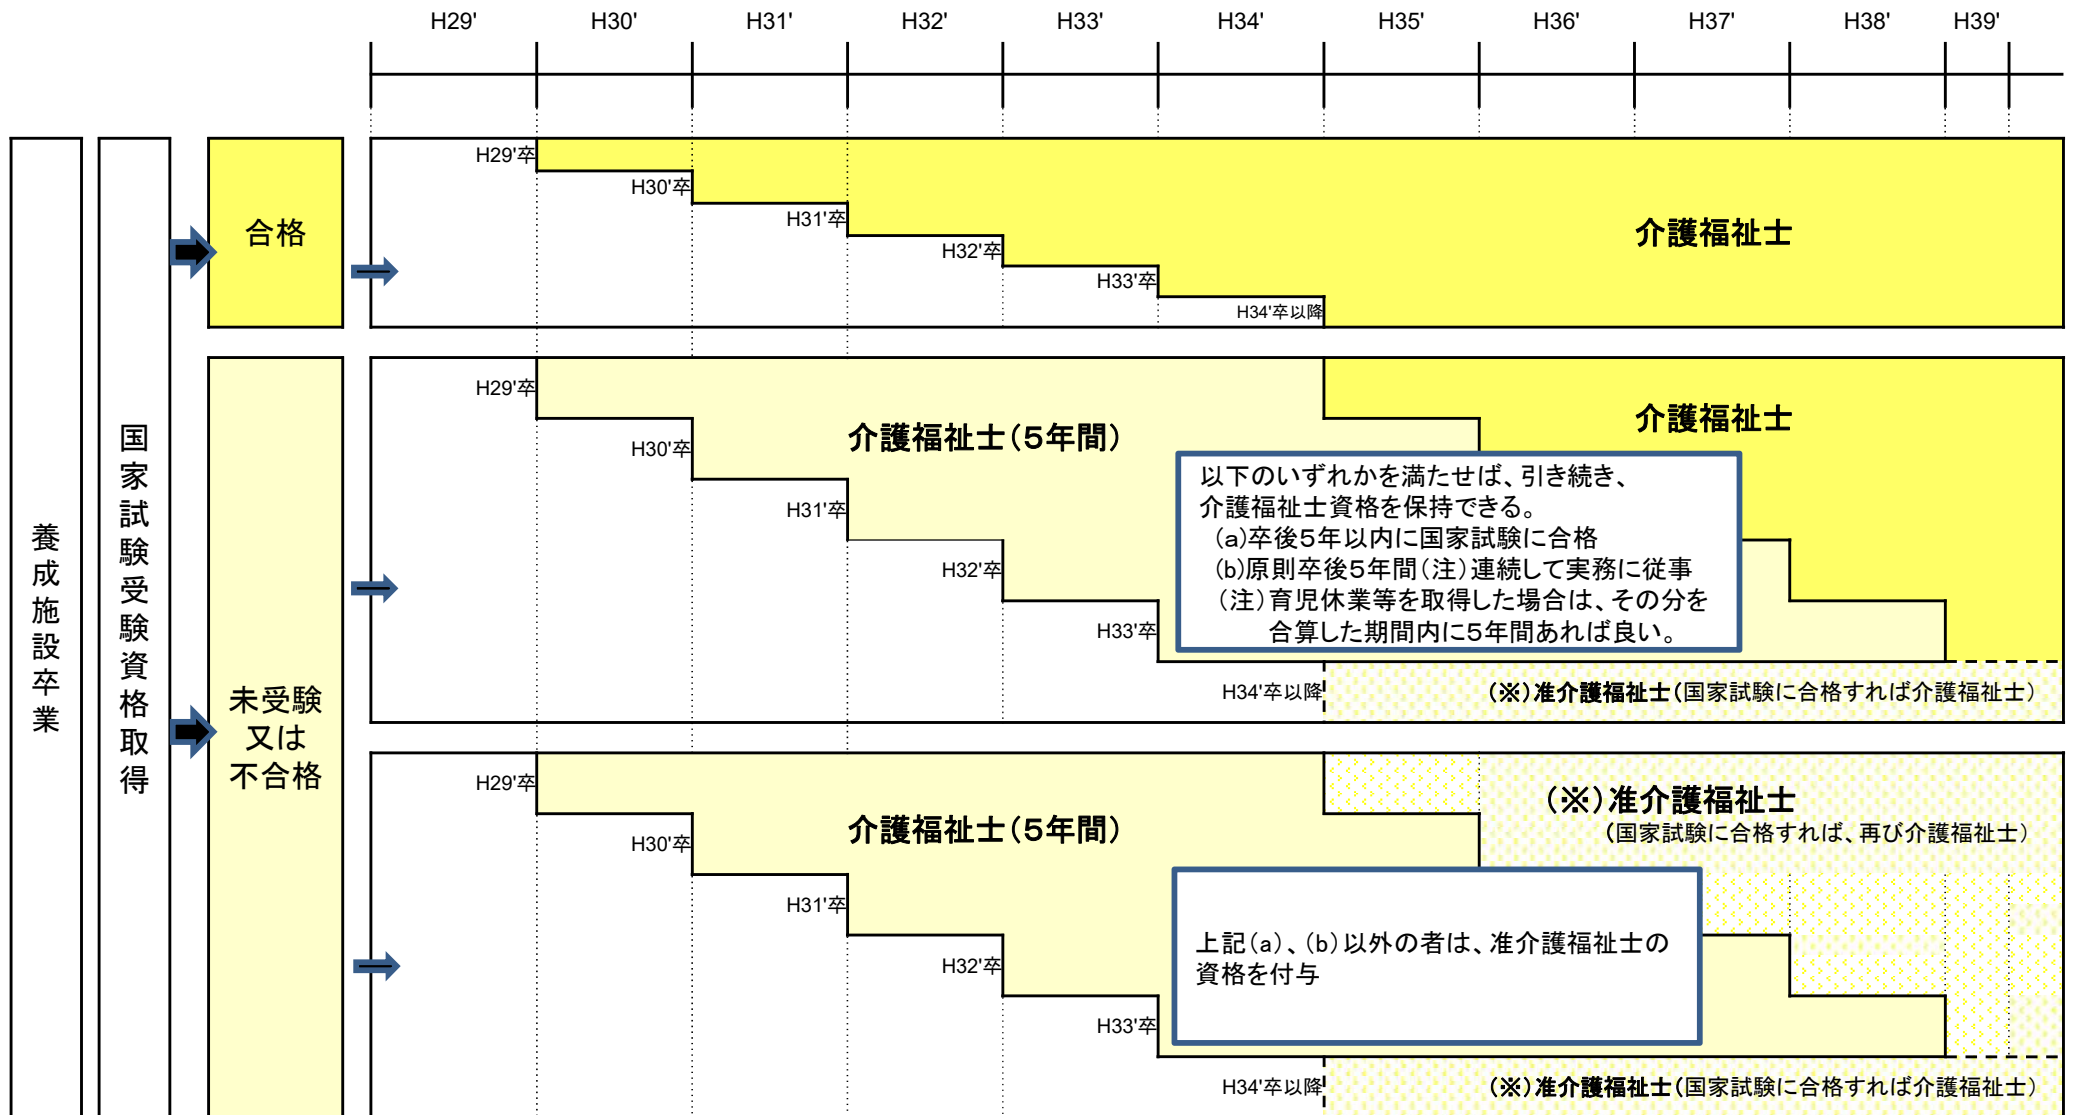 H29'
H30'
H31'
H32'
H33'
H34'
H35'
H36'
H37'
H38'
H39'
養成施設卒業
国家試験受験資格取得
合格
H29'卒
H30'卒
H31'卒
H32'卒
H33'卒
H34'卒以降
介護福祉士
未受験
又は
不合格
H29'卒
H30'卒
H31'卒
H32'卒
H33'卒
H34'卒以降
介護福祉士（５年間）
介護福祉士
以下のいずれかを満たせば、引き続き、
介護福祉士資格を保持できる。
（a）卒後５年以内に国家試験に合格
（b）原則卒後５年間（注）連続して実務に従事
（注）育児休業等を取得した場合は、その分を
合算した期間内に５年間あれば良い。
（※）准介護福祉士（国家試験に合格すれば介護福祉士）
H29'卒
H30'卒
H31'卒
H32'卒
H33'卒
H34'卒以降
介護福祉士（５年間）
（※）准介護福祉士
（国家試験に合格すれば、再び介護福祉士）
上記（a）、（b）以外の者は、准介護福祉士の
資格を付与
（※）准介護福祉士（国家試験に合格すれば介護福祉士）